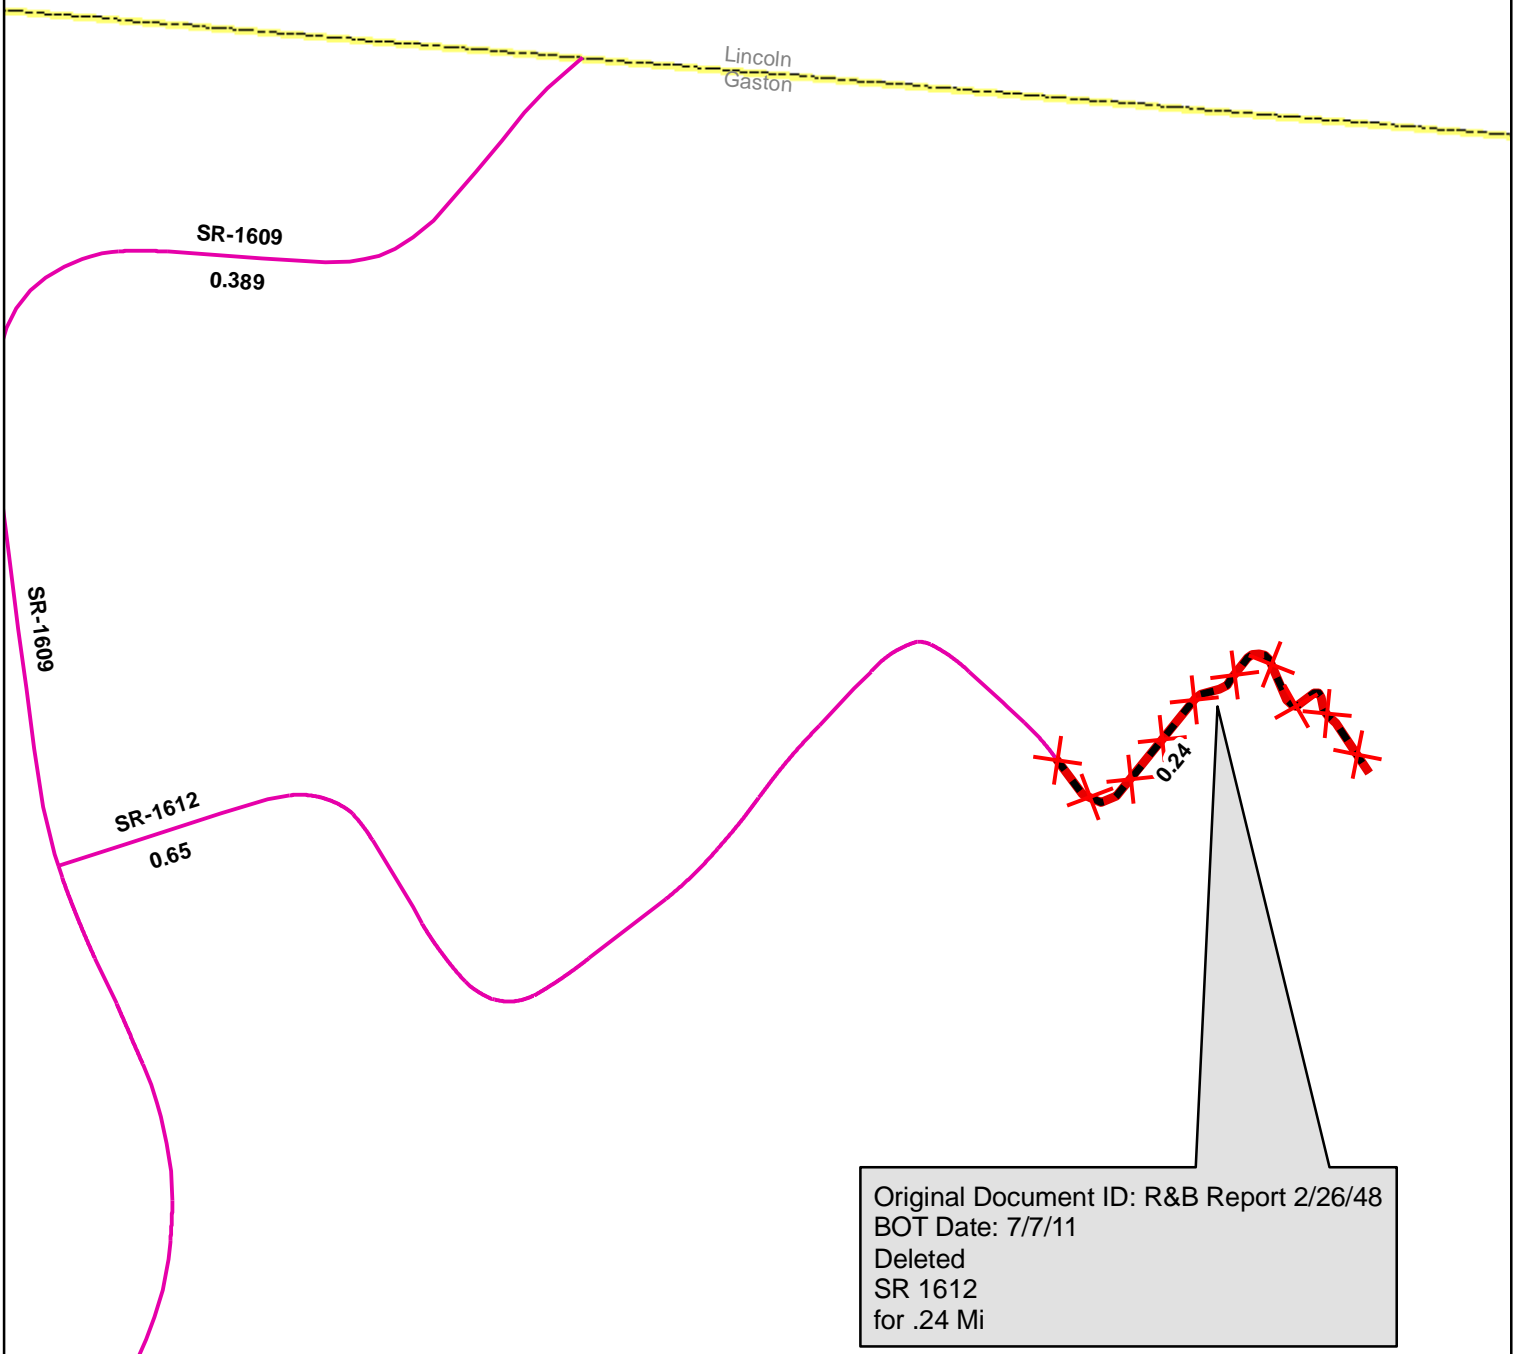 Lincoln
Gaston
SR-1609
0.389
SR-1609
SR-1612
0.65
0.24
Original Document ID: R&B Report 2/26/48
BOT Date: 7/7/11
Deleted
SR 1612
for .24 Mi